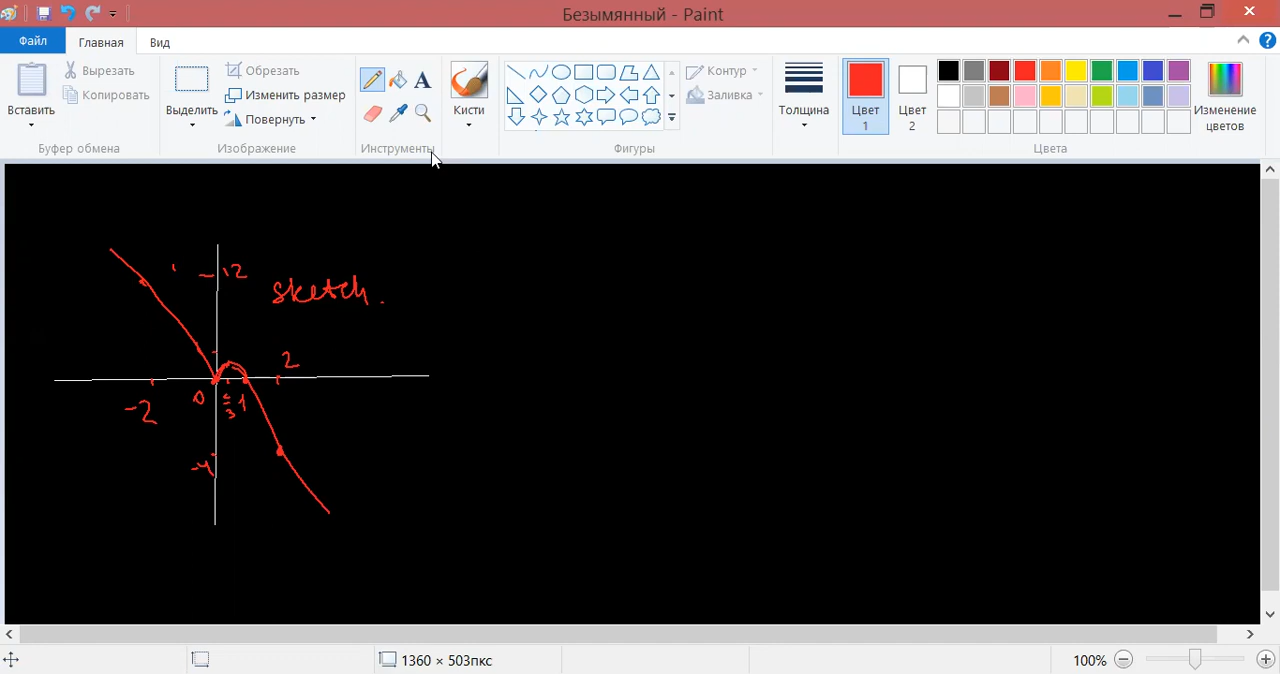 Безымянный - Paint
Файл
Главная
Вид
Вставить
Вырезать
Копировать
Буфер обмена
Выделить
Обрезать
Изменить размер
Повернуть
Изображение
A
Инструменты
Кисти
Контур
Заливка
Фигуры
Толщина
Цвет 1
Цвет 2
Изменение цветов
Цвета
12
sketch.
2
0
1
3
-2
-4
1360 × 503пкс
100%